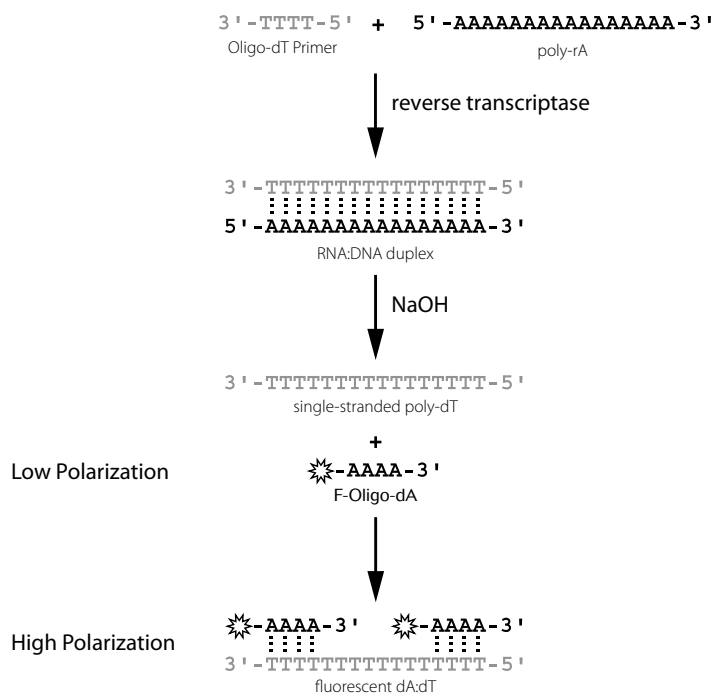 3'-TTTT-5' + 5'-AAAAAAAAAAAAAAAA-3'
Oligo-dT Primer poly-rA
reverse transcriptase
3'-TTTTTTTTTTTTTTTT-5'
5'-AAAAAAAAAAAAAAAA-3'
RNA:DNA duplex
NaOH
3'-TTTTTTTTTTTTTTTT-5'
single-stranded poly-dT
+
Low Polarization -AAAA-3'
F-Oligo-dA
-AAAA-3' -AAAA-3'
High Polarization
3'-TTTTTTTTTTTTTTTT-5'
fluorescent dA:dT